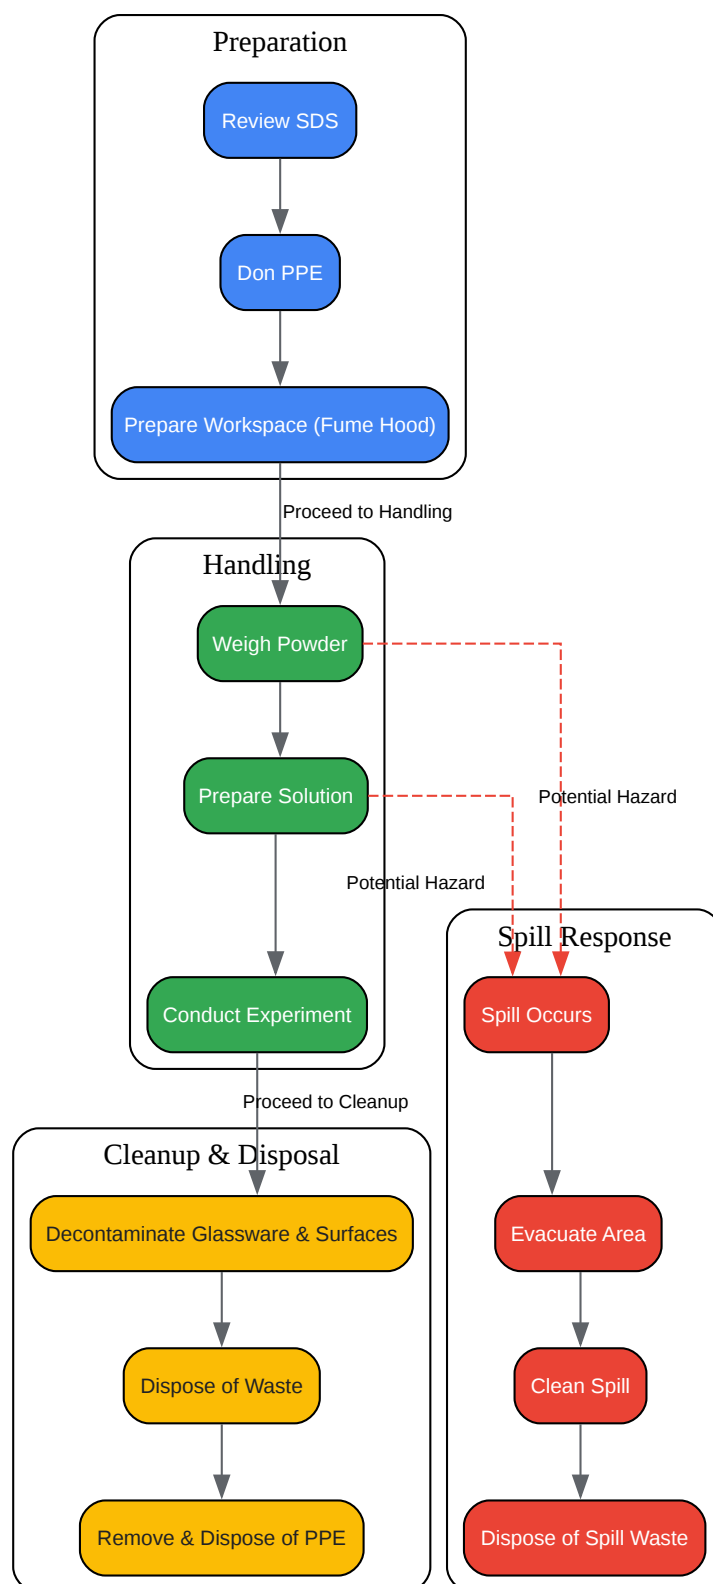 Preparation
Review SDS
Don PPE
Prepare Workspace (Fume Hood)
Proceed to Handling
Handling
Weigh Powder
Prepare Solution
Potential Hazard
Potential Hazard
Spill Response
Conduct Experiment
Spill Occurs
Proceed to Cleanup
Cleanup & Disposal
Decontaminate Glassware & Surfaces
Evacuate Area
Dispose of Waste
Clean Spill
Remove & Dispose of PPE
Dispose of Spill Waste